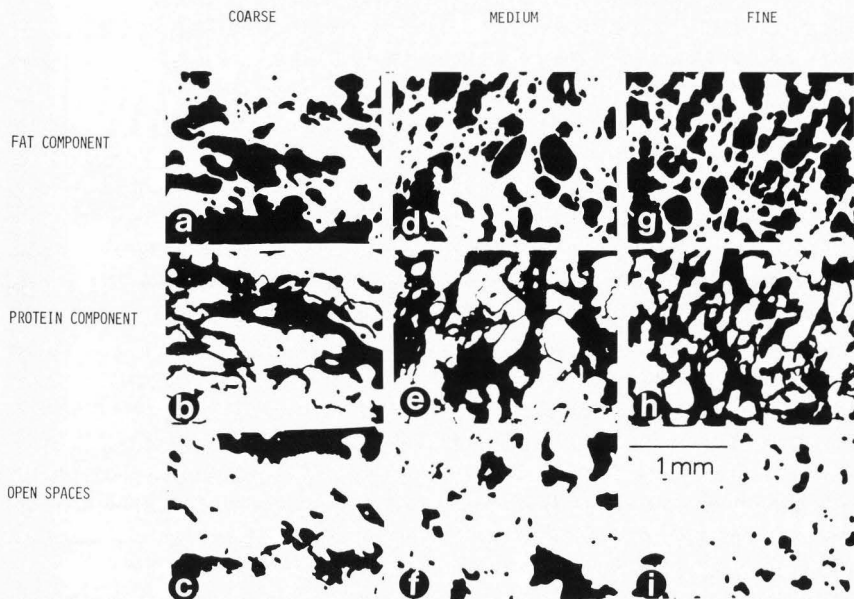 COARSE MEDIUM FINE
FAT COMPONENT
a d g
PROTEIN COMPONENT
b e h
1 mm
OPEN SPACES
c f i